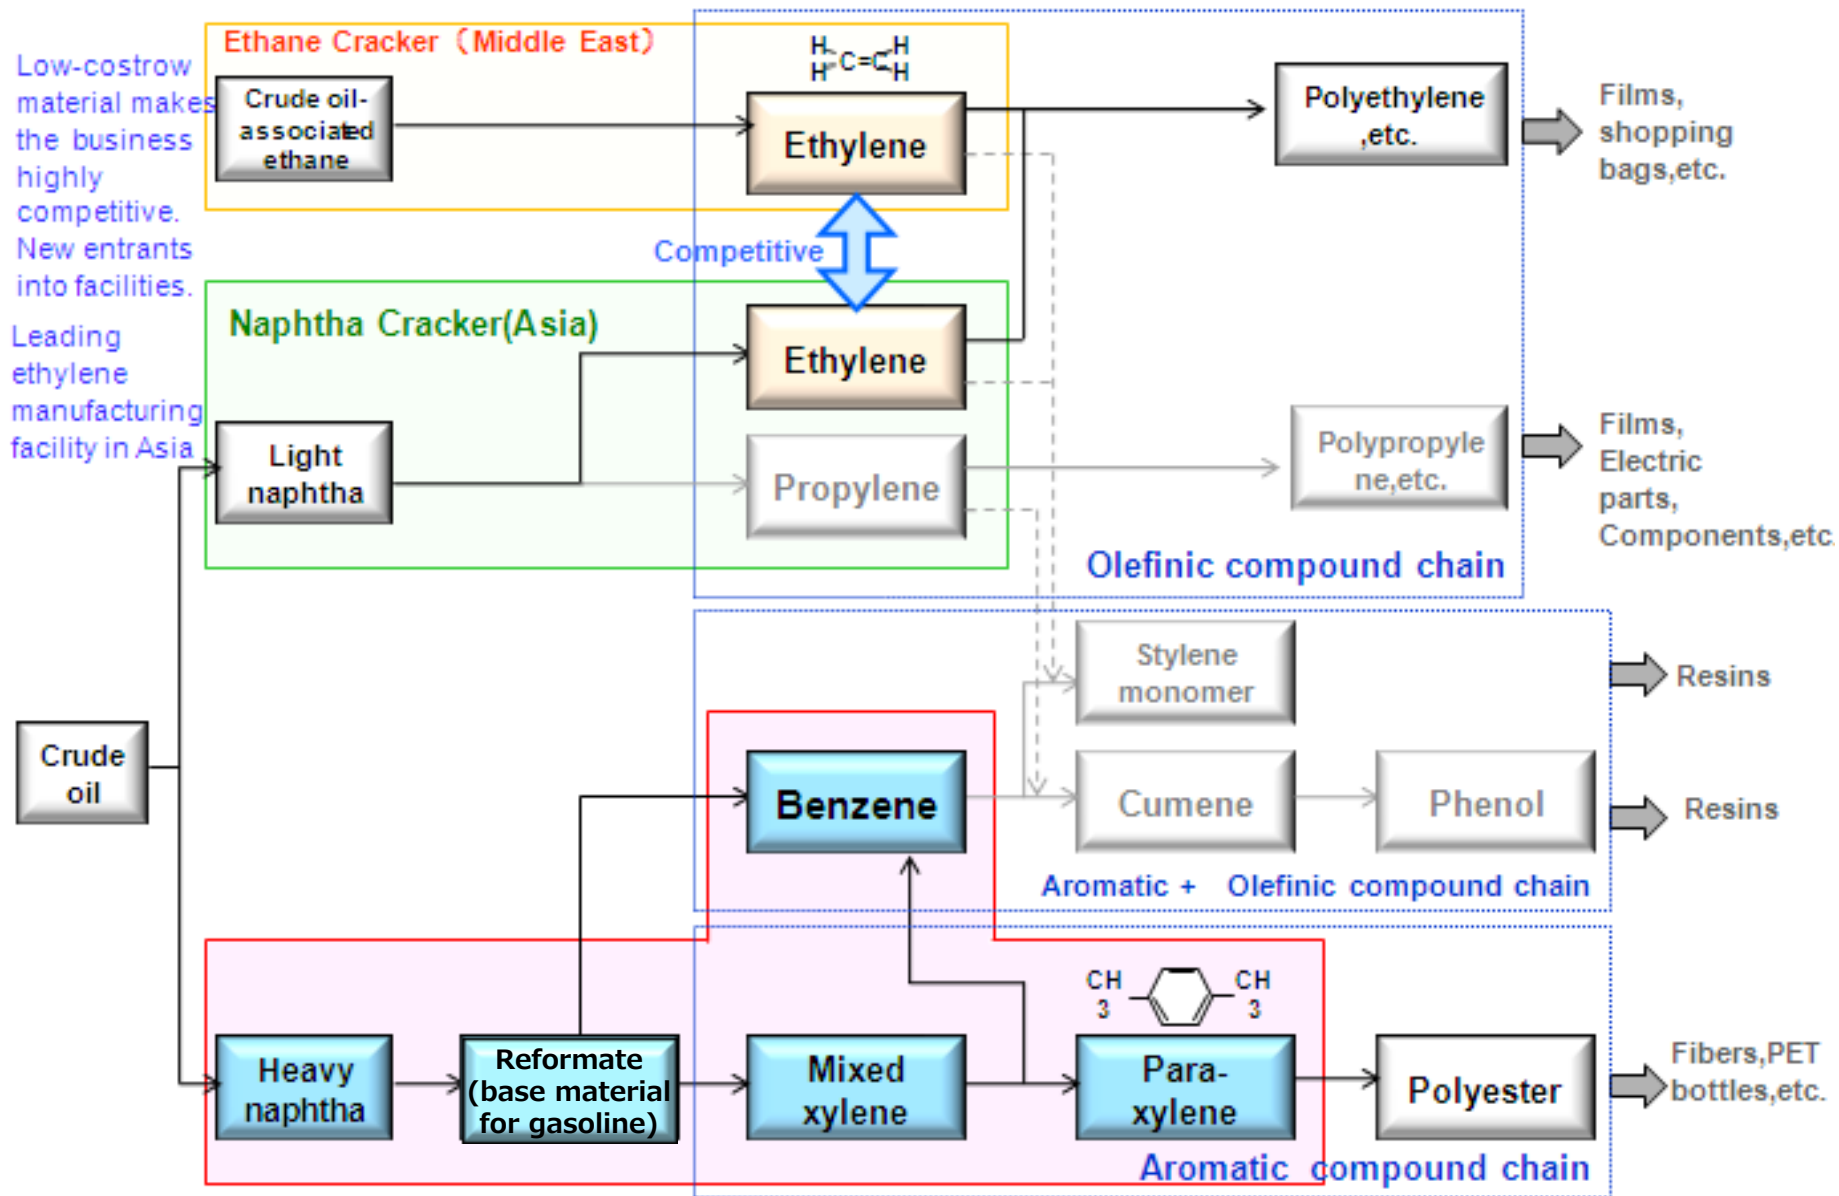 Ethane Cracker（Middle East）
Low-costrow
material makes
the business
highly
competitive.
New entrants
into facilities.
Leading
ethylene
manufacturing
facility in Asia
Crude oil-
associated
ethane
H H
C=C
H H
Ethylene
Polyethylene
,etc.
Films,
shopping
bags,etc.
Competitive
Naphtha Cracker(Asia)
Ethylene
Light
naphtha
Propylene
Polypropyle
ne,etc.
Films,
Electric
parts,
Components,etc.
Olefinic compound chain
Stylene
monomer
Resins
Crude
oil
Benzene
Cumene
Phenol
Resins
Aromatic + Olefinic compound chain
CH
3
CH
3
Heavy
naphtha
Reformate
(base material
for gasoline)
Mixed
xylene
Para-
xylene
Polyester
Fibers,PET
bottles,etc.
Aromatic compound chain